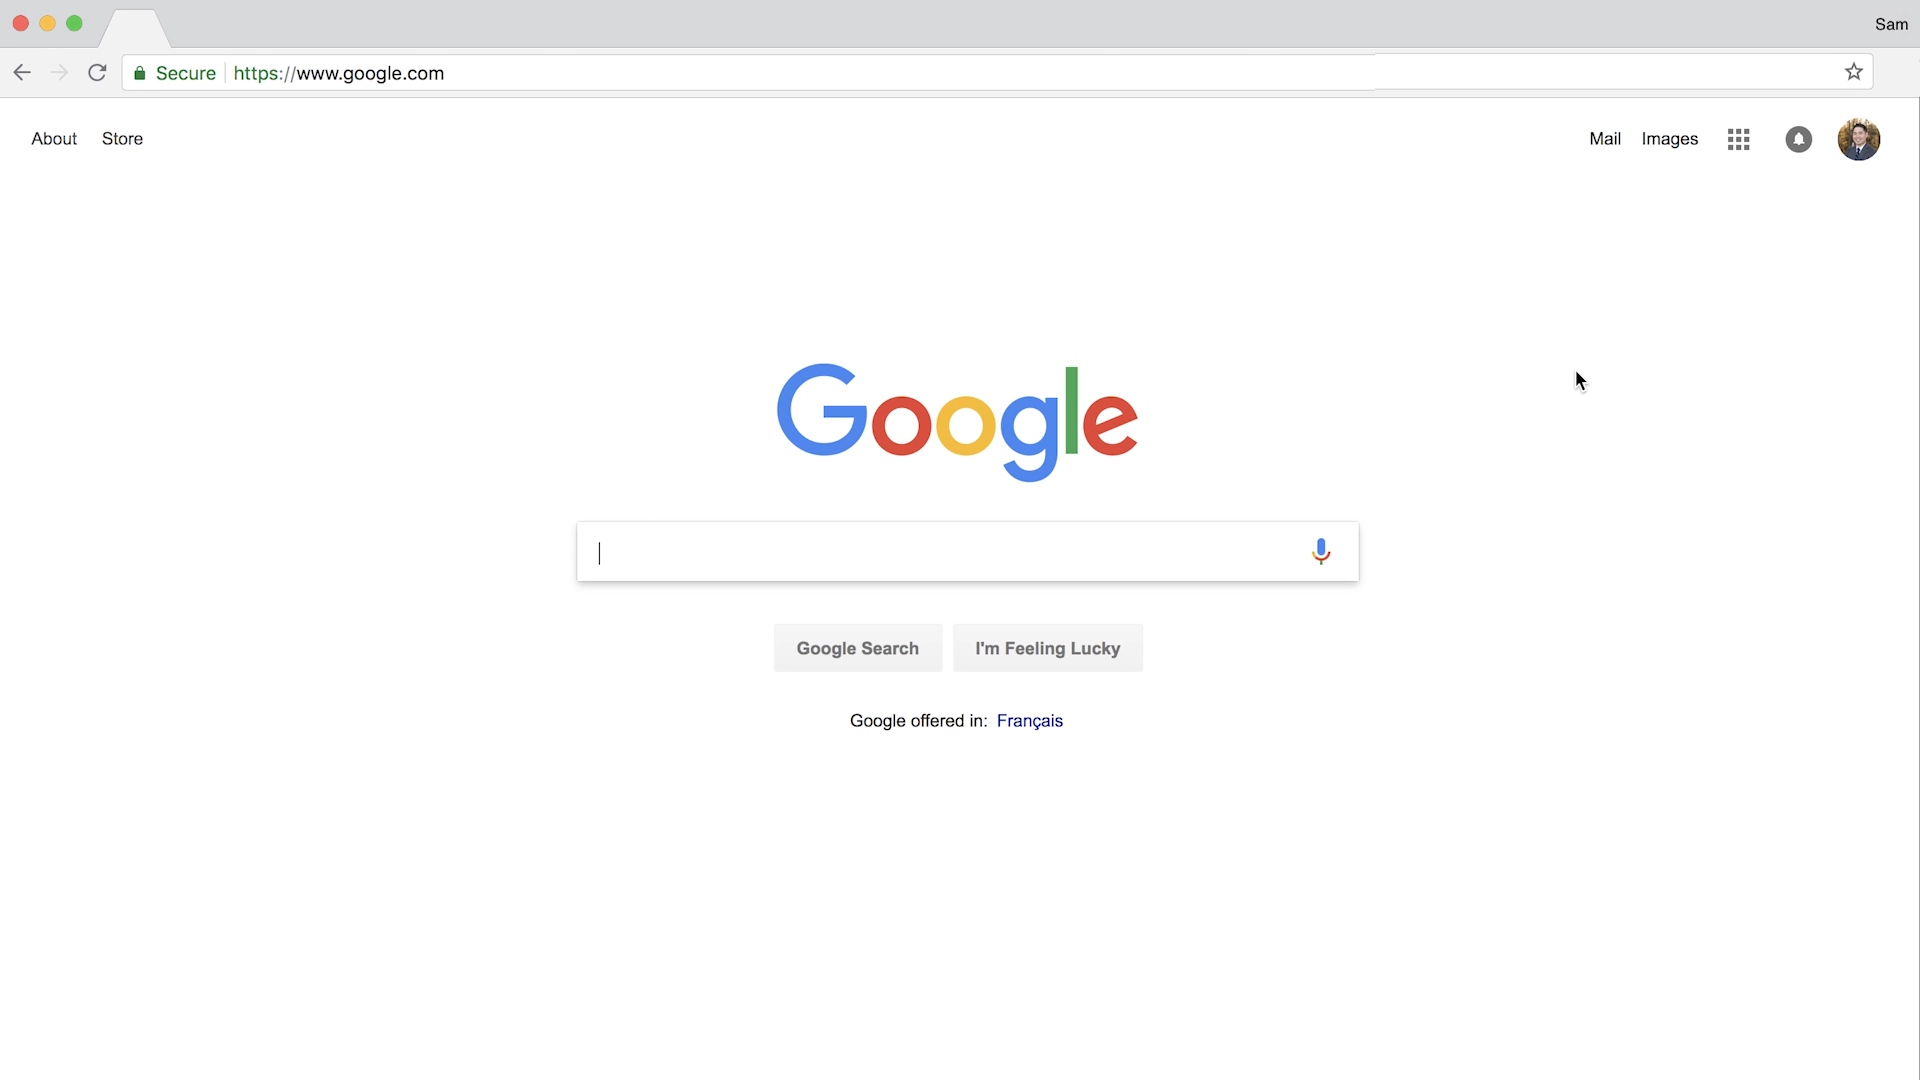 Sam
Secure https://www.google.com
About Store Mail Images
Google
Google Search I'm Feeling Lucky
Google offered in: Français